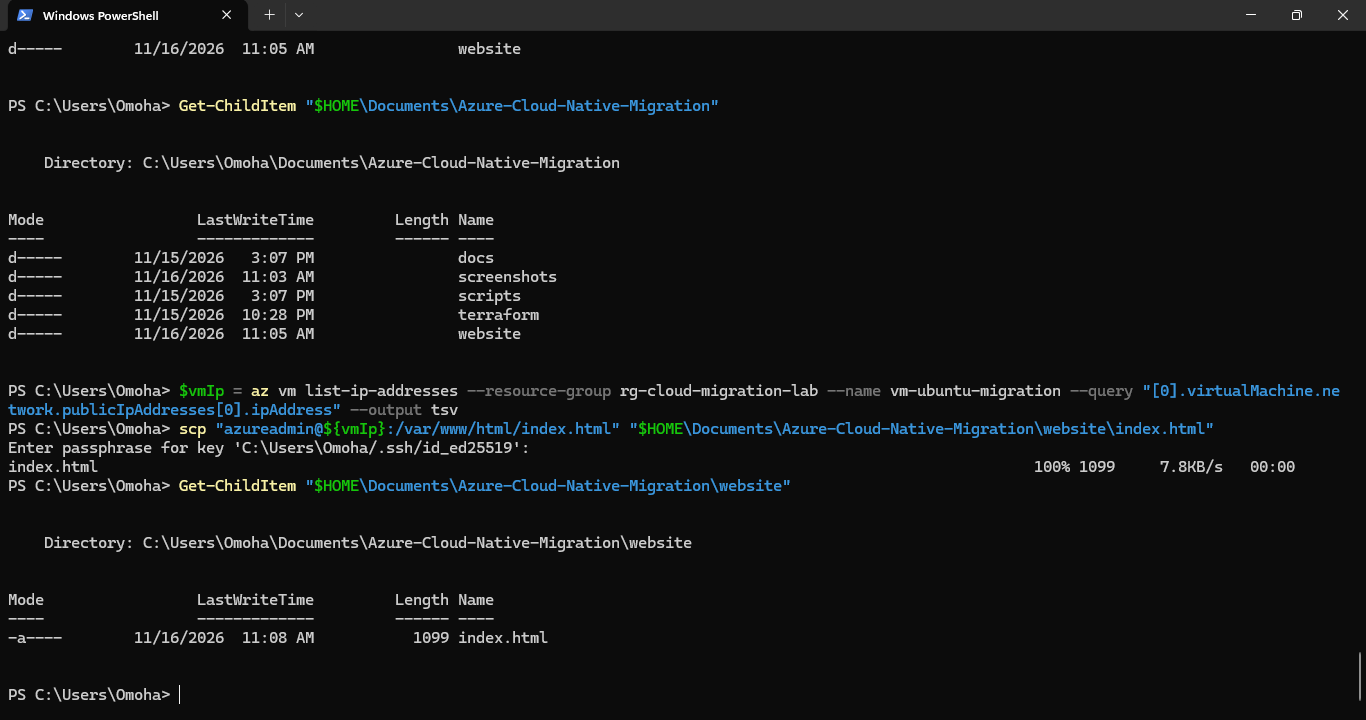 Windows PowerShell
d-----        11/16/2026  11:05 AM                website
PS C:\Users\Omoha> Get-ChildItem "$HOME\Documents\Azure-Cloud-Native-Migration"
    Directory: C:\Users\Omoha\Documents\Azure-Cloud-Native-Migration
Mode                 LastWriteTime         Length Name
----                 -------------         ------ ----
d-----        11/15/2026   3:07 PM                docs
d-----        11/16/2026  11:03 AM                screenshots
d-----        11/15/2026   3:07 PM                scripts
d-----        11/15/2026  10:28 PM                terraform
d-----        11/16/2026  11:05 AM                website
PS C:\Users\Omoha> $vmIp = az vm list-ip-addresses --resource-group rg-cloud-migration-lab --name vm-ubuntu-migration --query "[0].virtualMachine.ne
twork.publicIpAddresses[0].ipAddress" --output tsv
PS C:\Users\Omoha> scp "azureadmin@${vmIp}:/var/www/html/index.html" "$HOME\Documents\Azure-Cloud-Native-Migration\website\index.html"
Enter passphrase for key 'C:\Users\Omoha/.ssh/id_ed25519':
index.html                                                                                                        100% 1099     7.8KB/s   00:00
PS C:\Users\Omoha> Get-ChildItem "$HOME\Documents\Azure-Cloud-Native-Migration\website"
    Directory: C:\Users\Omoha\Documents\Azure-Cloud-Native-Migration\website
Mode                 LastWriteTime         Length Name
----                 -------------         ------ ----
-a----        11/16/2026  11:08 AM           1099 index.html
PS C:\Users\Omoha>